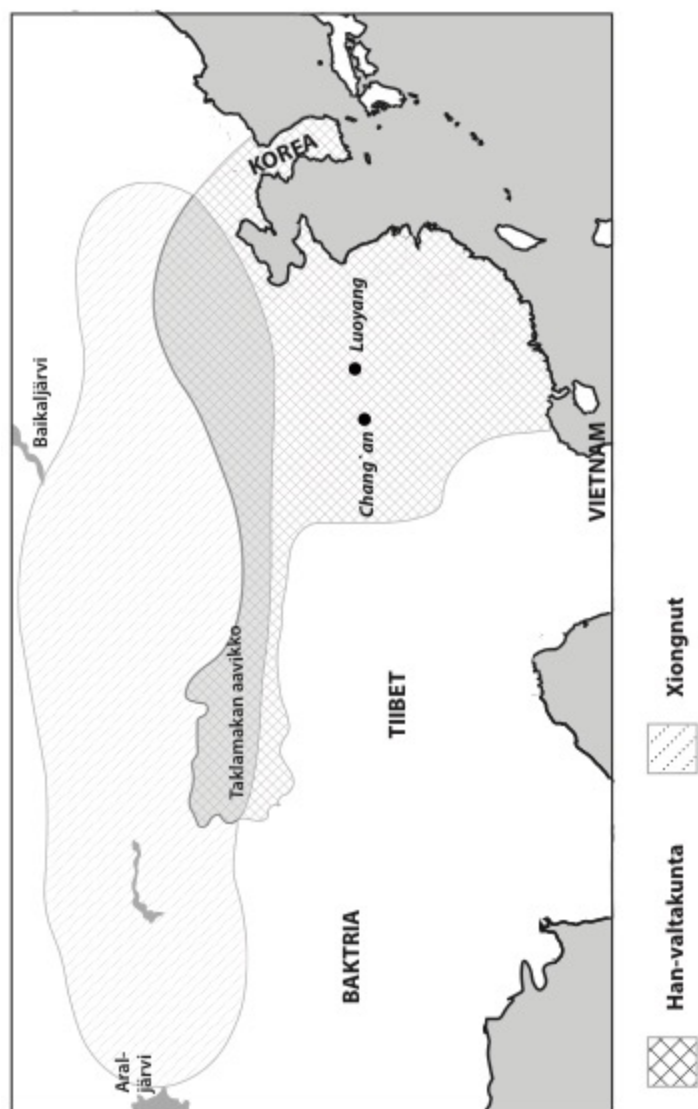 Baikaljärvi
Aral-
järvi
Taklamakan aavikko
KOREA
Luoyang
Chang`an
BAKTRIA
TIIBET
VIETNAM
Han-valtakunta
Xiongnut